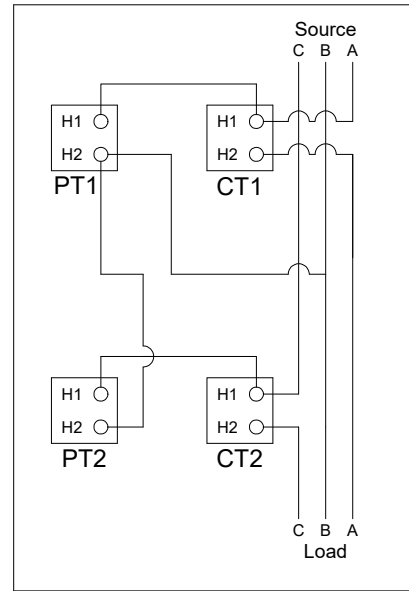 Source
C B A
H1 H1
H2 H2
PT1 CT1
H1 H1
H2 H2
PT2 CT2
C B A
Load